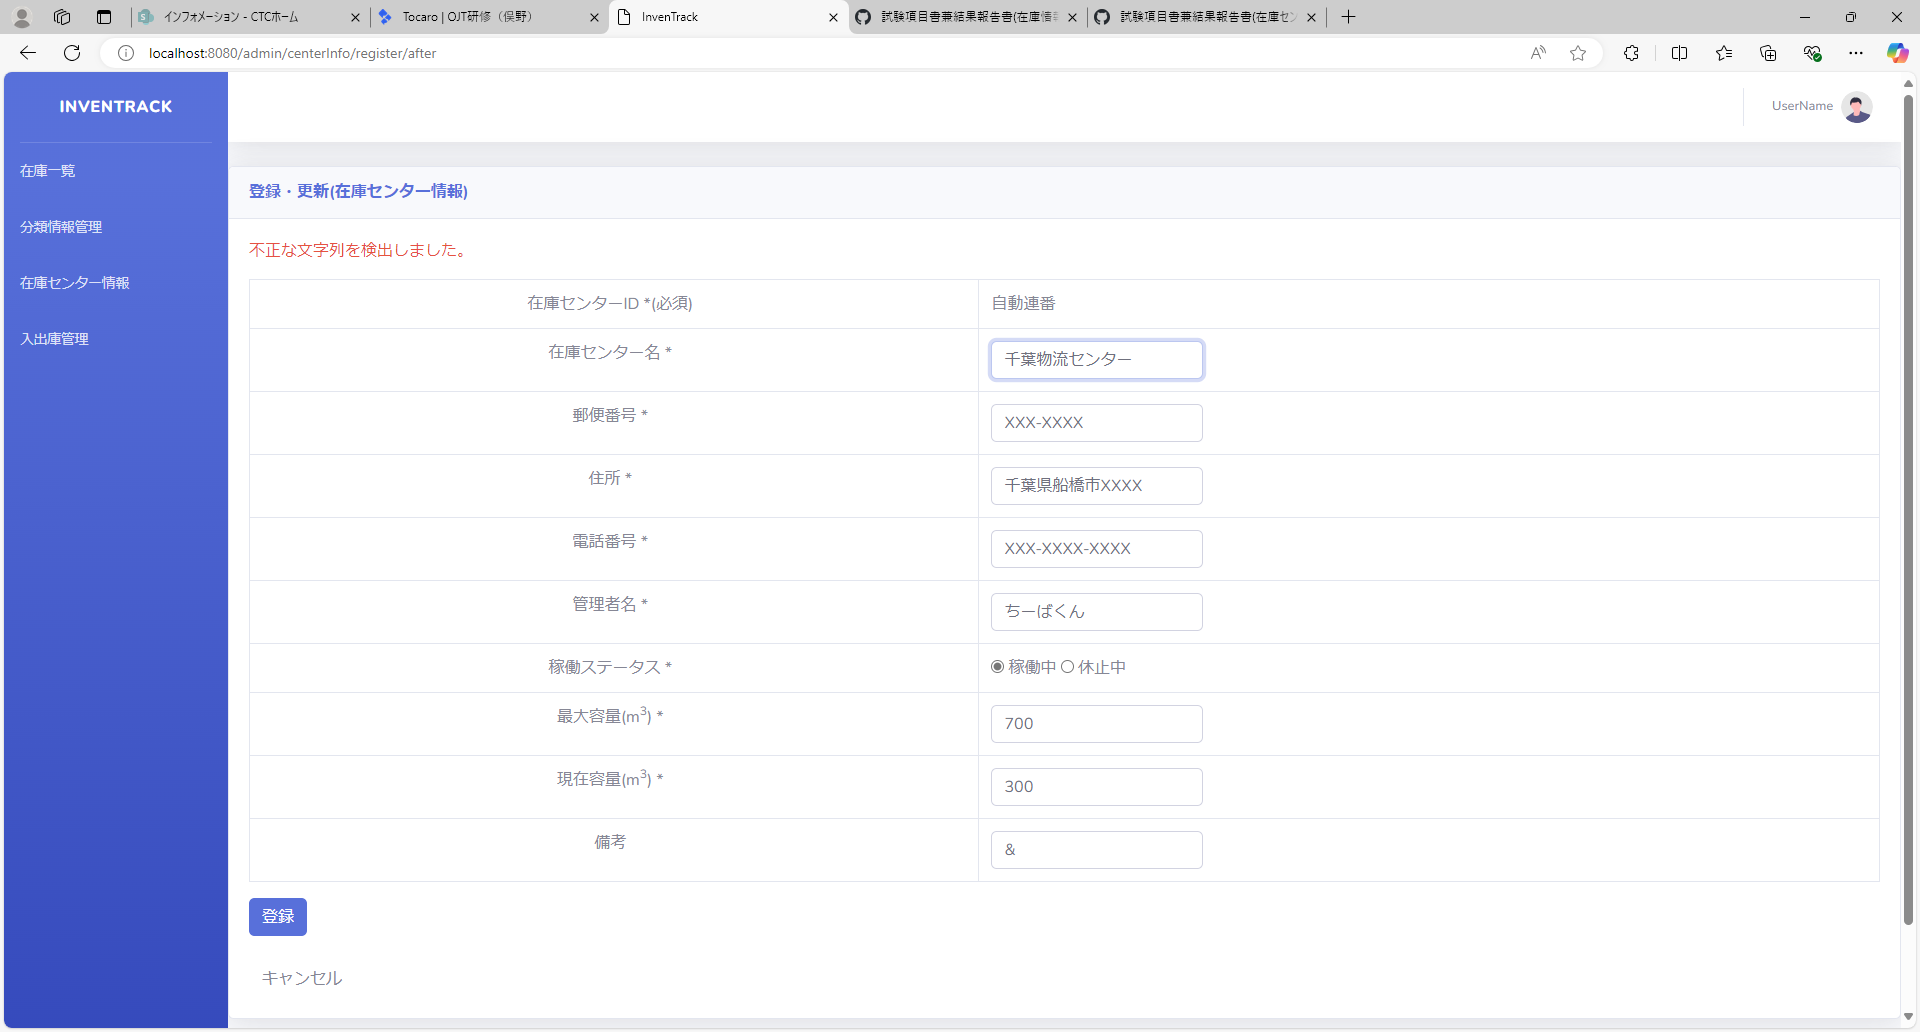 インフォメーション - CTCホーム
Tocaro | OJT研修（俣野）
InvenTrack
試験項目書兼結果報告書(在庫情
試験項目書兼結果報告書(在庫セン
localhost:8080/admin/centerInfo/register/after
INVENTRACK
UserName
在庫一覧
分類情報管理
在庫センター情報
入出庫管理
登録・更新(在庫センター情報)
不正な文字列を検出しました。
在庫センターID *(必須) 自動連番
在庫センター名 * 千葉物流センター
郵便番号 * XXX-XXXX
住所 * 千葉県船橋市XXXX
電話番号 * XXX-XXXX-XXXX
管理者名 * ちーばくん
稼働ステータス * 稼働中 休止中
最大容量(m3) * 700
現在容量(m3) * 300
備考 &
登録
キャンセル